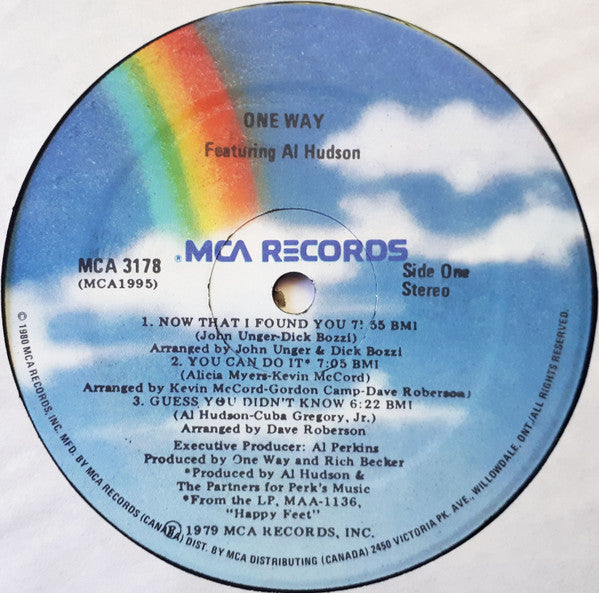 ONE WAY
Featuring Al Hudson
MCA RECORDS
MCA 3178
(MCA1995)
Side One
Stereo
1. NOW THAT I FOUND YOU 7:55 BMI
(John Unger-Dick Bozzi)
Arranged by John Unger & Dick Bozzi
2. YOU CAN DO IT* 7:05 BMI
(Alicia Myers-Kevin McCord)
Arranged by Kevin McCord-Gordon Camp-Dave Roberson)
3. GUESS YOU DIDN'T KNOW 6:22 BMI
(Al Hudson-Cuba Gregory, Jr.)
Arranged by Dave Roberson
Executive Producer: Al Perkins
Produced by One Way and Rich Becker
*Produced by Al Hudson &
The Partners for Perk's Music
*From the LP, MAA-1136,
"Happy Feet"
℗ 1979 MCA RECORDS, INC.
© 1980 MCA RECORDS, INC. MFD. BY MCA RECORDS (CANADA) DIST. BY MCA DISTRIBUTING (CANADA) 2450 VICTORIA PK. AVE., WILLOWDALE, ONT./ALL RIGHTS RESERVED.